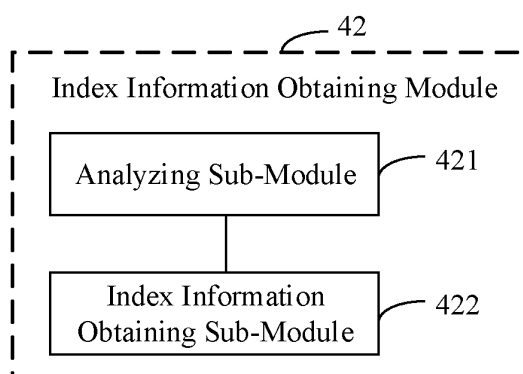 42
Index Information Obtaining Module
Analyzing Sub-Module
421
Index Information
Obtaining Sub-Module
422